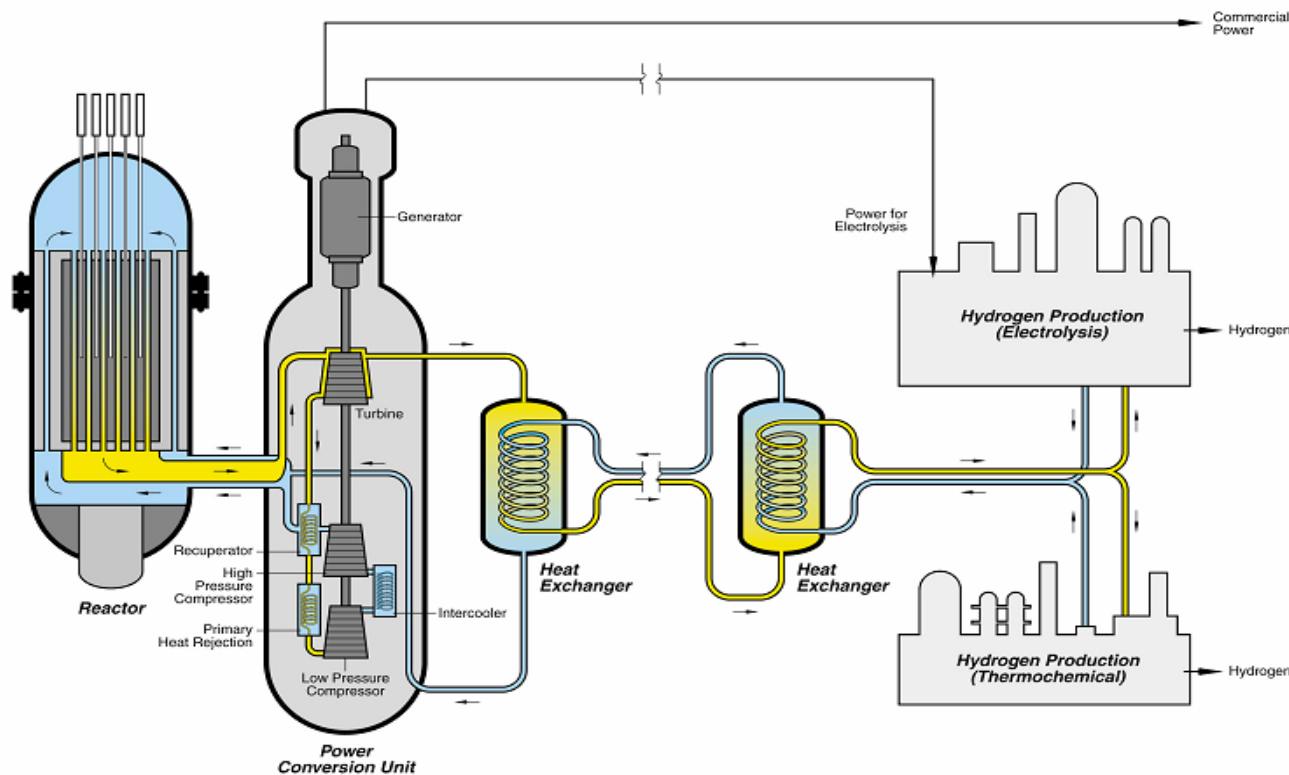 Commercial
Power
Generator
Power for
Electrolysis
Hydrogen Production
(Electrolysis)
Hydrogen
Turbine
Recuperator
High
Pressure
Compressor
Intercooler
Primary
Heat Rejection
Low Pressure
Compressor
Reactor
Heat
Exchanger
Heat
Exchanger
Hydrogen Production
(Thermochemical)
Hydrogen
Power
Conversion Unit